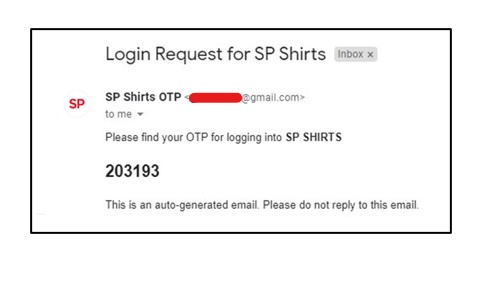 Login Request for SP Shirts Inbox ×
SP
SP Shirts OTP < @gmail.com>
to me
Please find your OTP for logging into SP SHIRTS
203193
This is an auto-generated email. Please do not reply to this email.